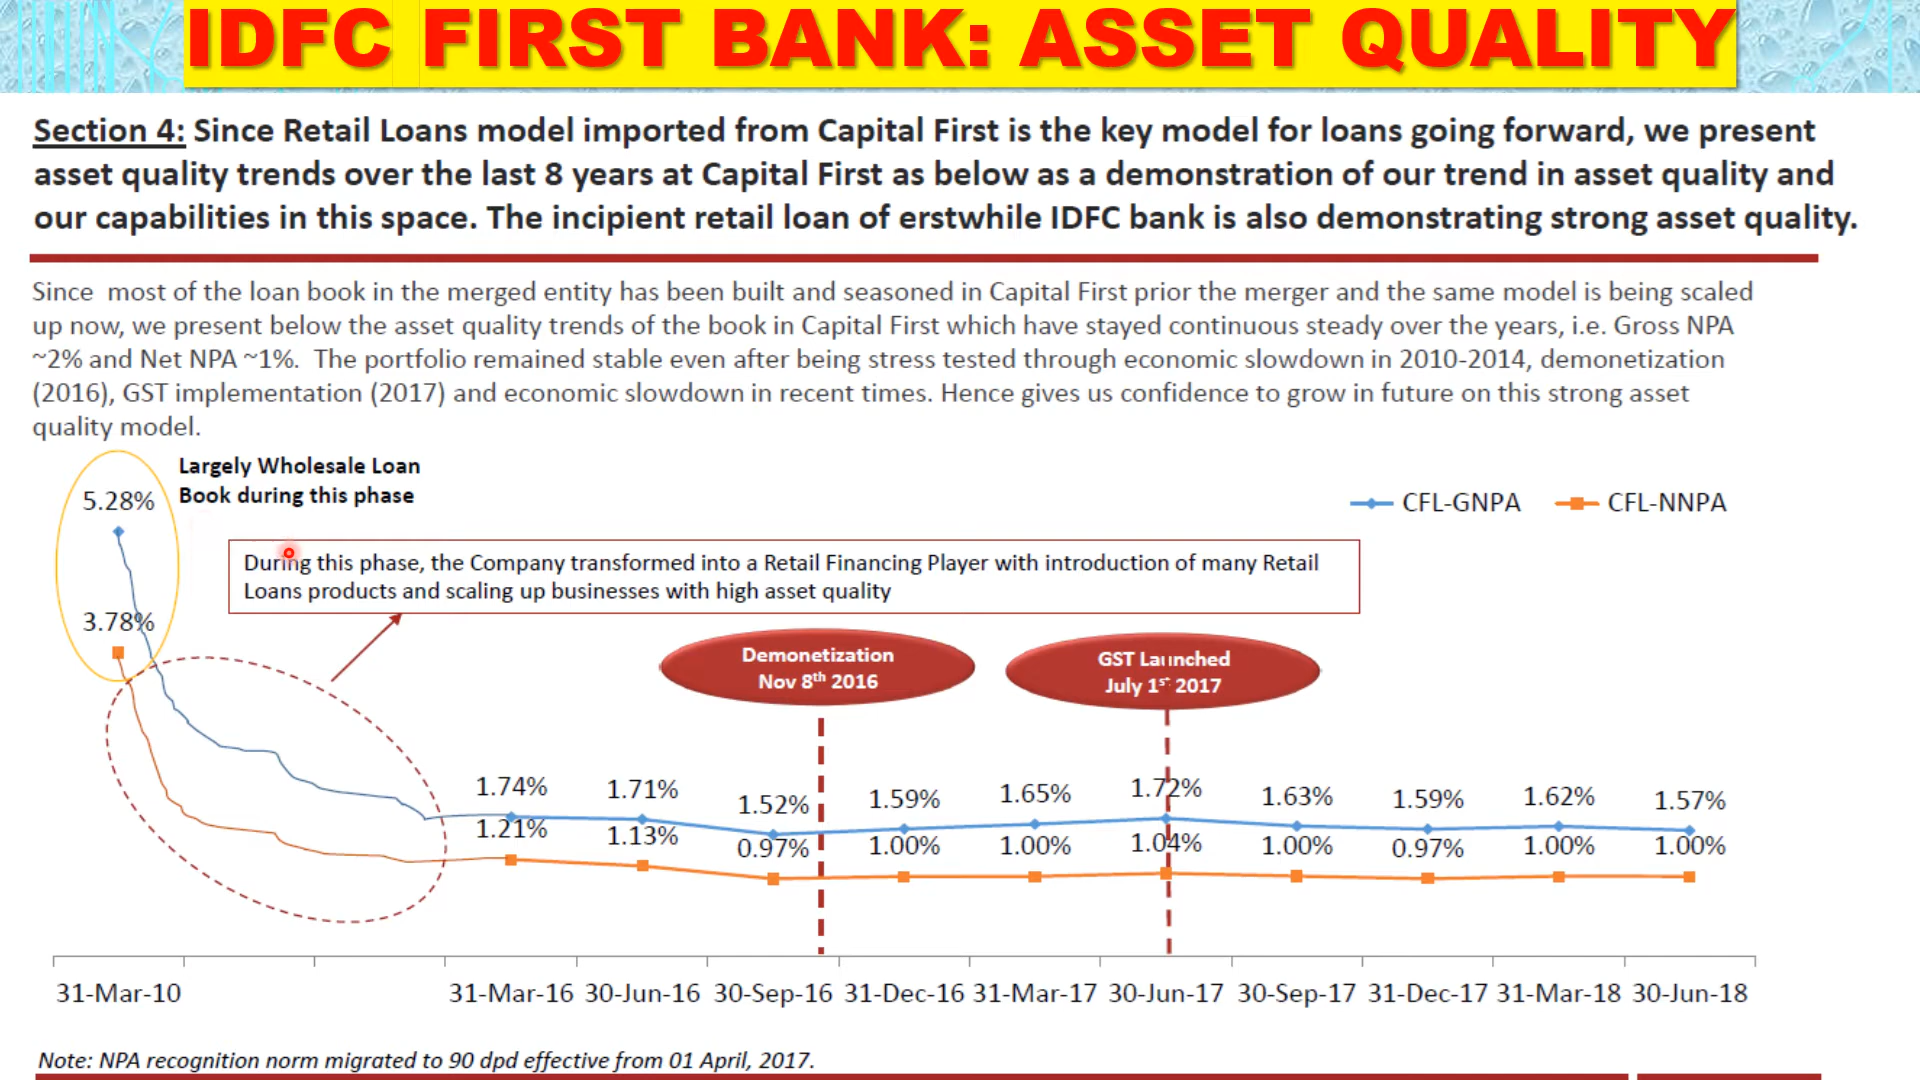 IDFC FIRST BANK: ASSET QUALITY
Section 4: Since Retail Loans model imported from Capital First is the key model for loans going forward, we present
asset quality trends over the last 8 years at Capital First as below as a demonstration of our trend in asset quality and
our capabilities in this space. The incipient retail loan of erstwhile IDFC bank is also demonstrating strong asset quality.
Since most of the loan book in the merged entity has been built and seasoned in Capital First prior the merger and the same model is being scaled
up now, we present below the asset quality trends of the book in Capital First which have stayed continuous steady over the years, i.e. Gross NPA
~2% and Net NPA ~1%. The portfolio remained stable even after being stress tested through economic slowdown in 2010-2014, demonetization
(2016), GST implementation (2017) and economic slowdown in recent times. Hence gives us confidence to grow in future on this strong asset
quality model.
Largely Wholesale Loan
Book during this phase
5.28%
CFL-GNPA CFL-NNPA
During this phase, the Company transformed into a Retail Financing Player with introduction of many Retail
Loans products and scaling up businesses with high asset quality
3.78%
Demonetization
Nov 8th 2016
GST Launched
July 1st 2017
1.74% 1.71% 1.52% 1.59% 1.65% 1.72% 1.63% 1.59% 1.62% 1.57%
1.21% 1.13% 0.97% 1.00% 1.00% 1.04% 1.00% 0.97% 1.00% 1.00%
31-Mar-10 31-Mar-16 30-Jun-16 30-Sep-16 31-Dec-16 31-Mar-17 30-Jun-17 30-Sep-17 31-Dec-17 31-Mar-18 30-Jun-18
Note: NPA recognition norm migrated to 90 dpd effective from 01 April, 2017.